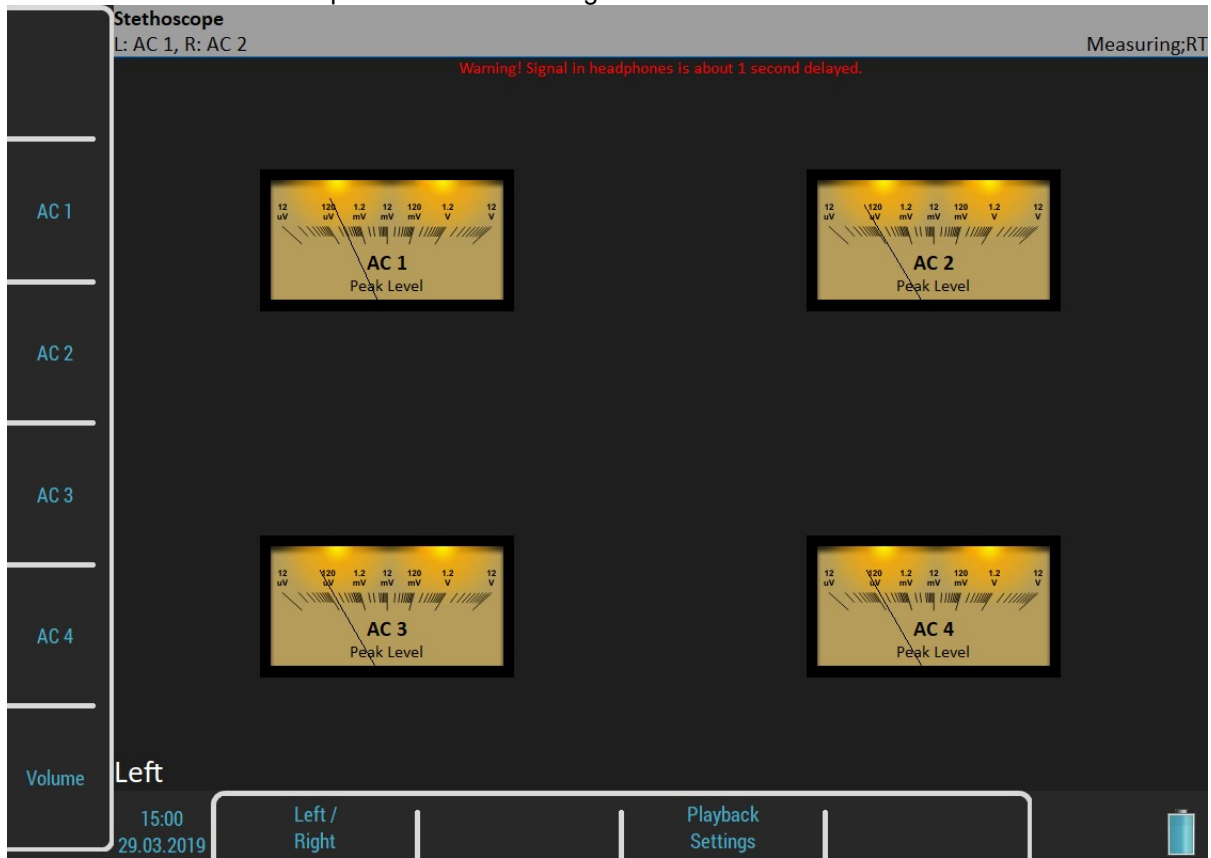 Stethoscope
L: AC 1, R: AC 2
Measuring;RT
Warning! Signal in headphones is about 1 second delayed.
AC 1
AC 2
AC 3
AC 4
Volume
12 120 1.2 12 120 1.2 12
uV uV mV mV mV V V
AC 1
Peak Level
12 120 1.2 12 120 1.2 12
uV uV mV mV mV V V
AC 2
Peak Level
12 120 1.2 12 120 1.2 12
uV uV mV mV mV V V
AC 3
Peak Level
12 120 1.2 12 120 1.2 12
uV uV mV mV mV V V
AC 4
Peak Level
Left
15:00
29.03.2019
Left /
Right
Playback
Settings